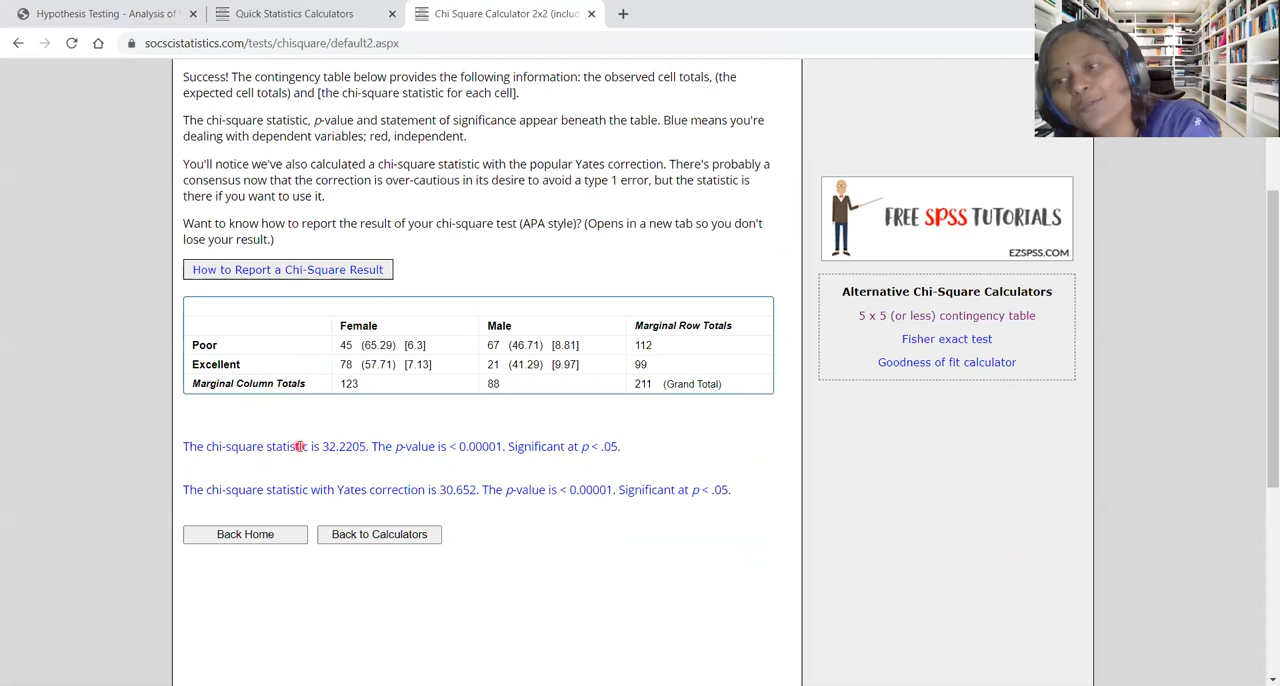 Hypothesis Testing - Analysis of
Quick Statistics Calculators
Chi Square Calculator 2x2 (inclu
socscistatistics.com/tests/chisquare/default2.aspx
Success! The contingency table below provides the following information: the observed cell totals, (the
expected cell totals) and [the chi-square statistic for each cell].
The chi-square statistic, p-value and statement of significance appear beneath the table. Blue means you're
dealing with dependent variables; red, independent.
You'll notice we've also calculated a chi-square statistic with the popular Yates correction. There's probably a
consensus now that the correction is over-cautious in its desire to avoid a type 1 error, but the statistic is
there if you want to use it.
Want to know how to report the result of your chi-square test (APA style)? (Opens in a new tab so you don't
lose your result.)
How to Report a Chi-Square Result
Female Male Marginal Row Totals
Poor 45 (65.29) [6.3] 67 (46.71) [8.81] 112
Excellent 78 (57.71) [7.13] 21 (41.29) [9.97] 99
Marginal Column Totals 123 88 211 (Grand Total)
The chi-square statistic is 32.2205. The p-value is < 0.00001. Significant at p < .05.
The chi-square statistic with Yates correction is 30.652. The p-value is < 0.00001. Significant at p < .05.
Back Home
Back to Calculators
FREE SPSS TUTORIALS
EZSPSS.COM
Alternative Chi-Square Calculators
5 x 5 (or less) contingency table
Fisher exact test
Goodness of fit calculator